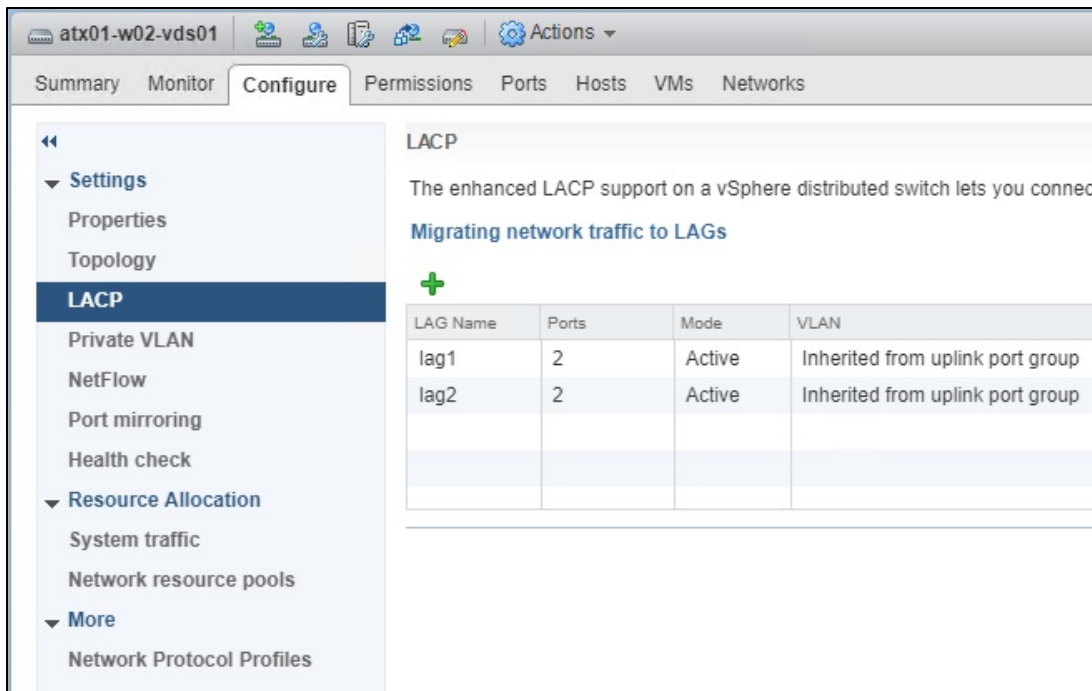 atx01-w02-vds01 Actions
Summary Monitor Configure Permissions Ports Hosts VMs Networks
Settings
Properties
Topology
LACP
Private VLAN
NetFlow
Port mirroring
Health check
Resource Allocation
System traffic
Network resource pools
More
Network Protocol Profiles
LACP
The enhanced LACP support on a vSphere distributed switch lets you connec
Migrating network traffic to LAGs
LAG Name Ports Mode VLAN
lag1 2 Active Inherited from uplink port group
lag2 2 Active Inherited from uplink port group